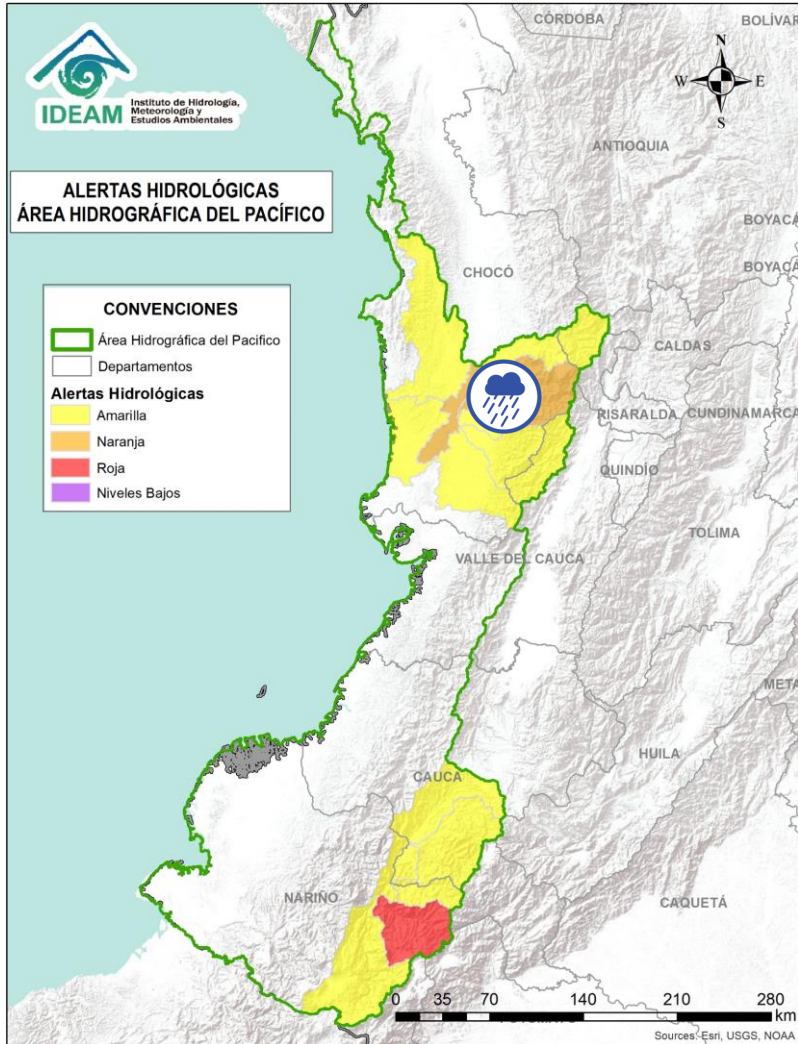 IDEAM
Instituto de Hidrología,
Meteorología y
Estudios Ambientales
CÓRDOBA
BOLÍVAR
N
W
E
S
ANTIOQUIA
ALERTAS HIDROLÓGICAS
ÁREA HIDROGRÁFICA DEL PACÍFICO
BOYACÁ
BOYACÁ
CHOCÓ
CONVENCIONES
Área Hidrográfica del Pacífico
Departamentos
Alertas Hidrológicas
Amarilla
Naranja
Roja
Niveles Bajos
CALDAS
RISARALDA
CUNDINAMARCA
QUINDÍO
TOLIMA
VALLE DEL CAUCA
META
HUILA
CAUCA
NARIÑO
CAQUETÁ
0 35 70 140 210 280
km
Sources: Esri, USGS, NOAA